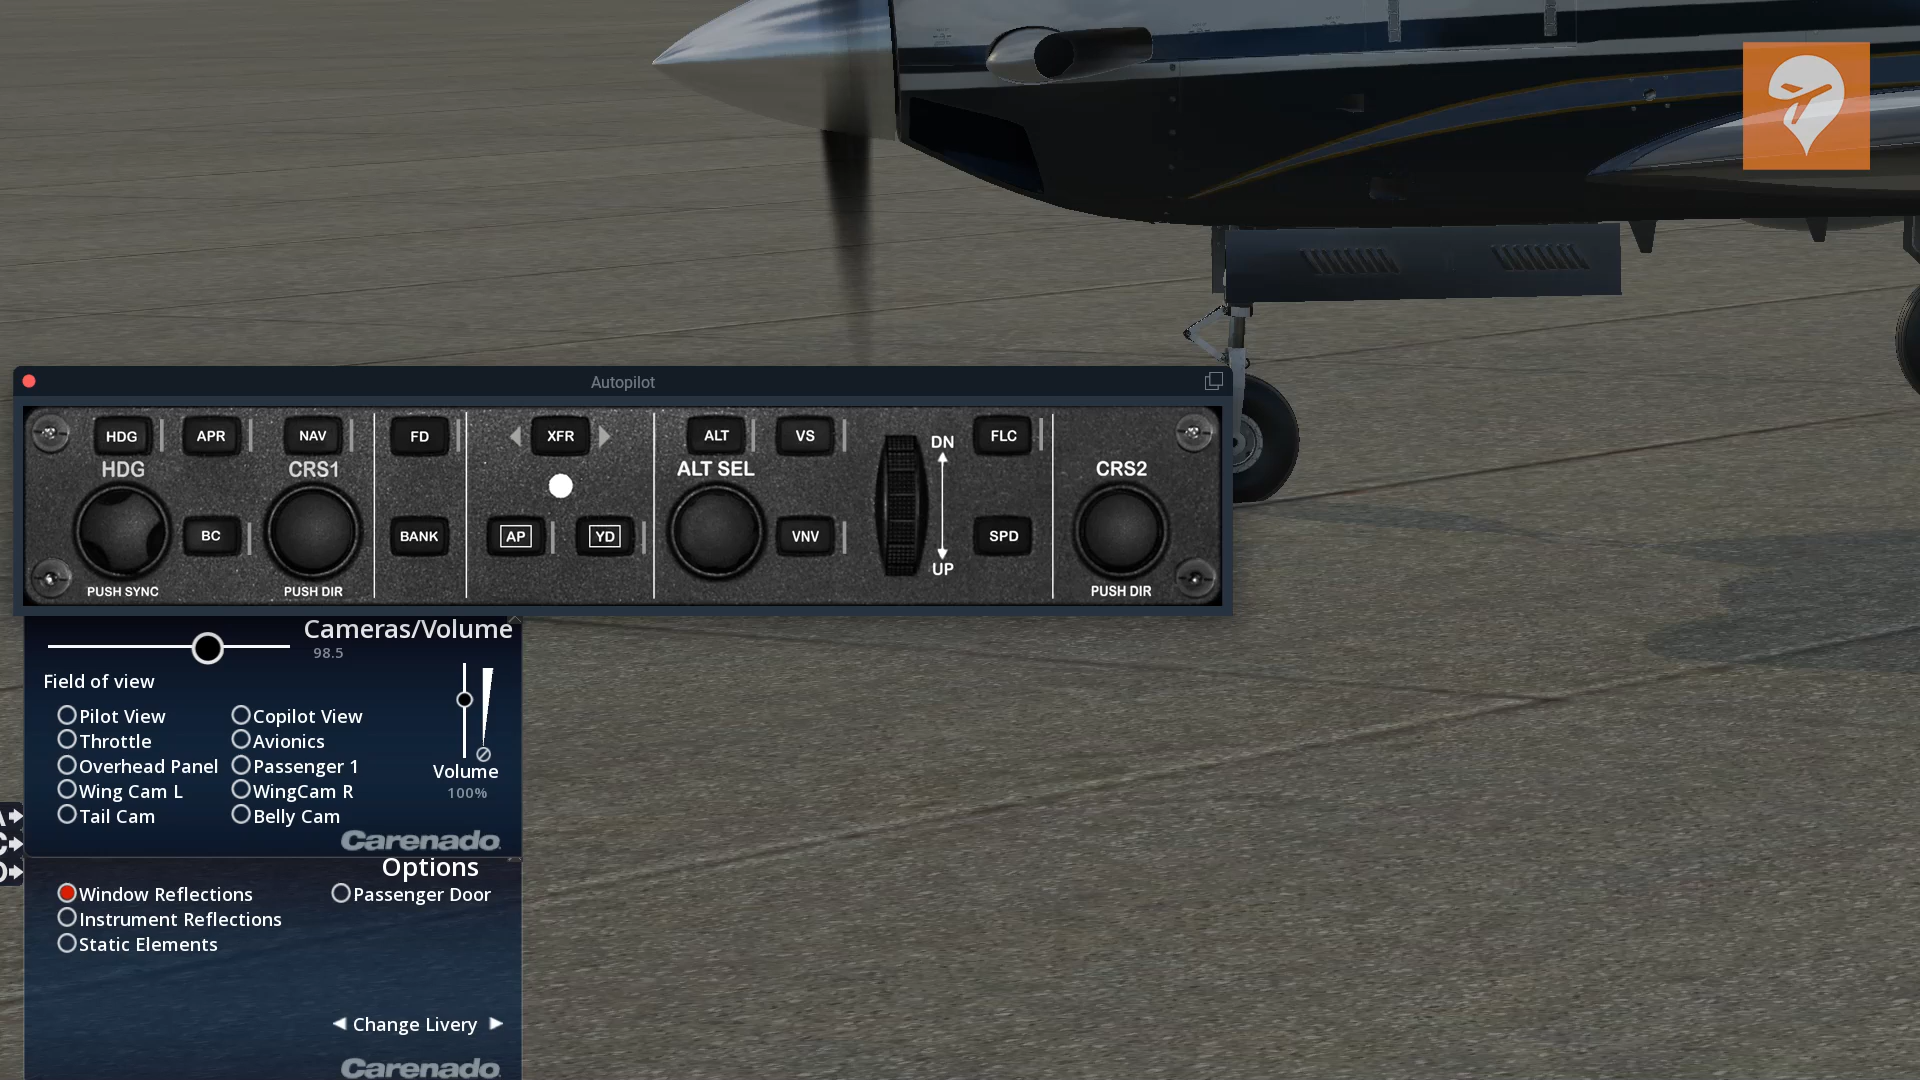 Autopilot
HDG APR NAV FD XFR ALT VS DN FLC
HDG CRS1 ALT SEL CRS2
BC BANK AP YD VNV SPD
UP
PUSH SYNC PUSH DIR PUSH DIR
Cameras/Volume
98.5
Field of view
Pilot View Copilot View
Throttle Avionics
Overhead Panel Passenger 1
Wing Cam L WingCam R
Tail Cam Belly Cam
Volume
100%
Carenado
Options
Window Reflections Passenger Door
Instrument Reflections
Static Elements
Change Livery
Carenado